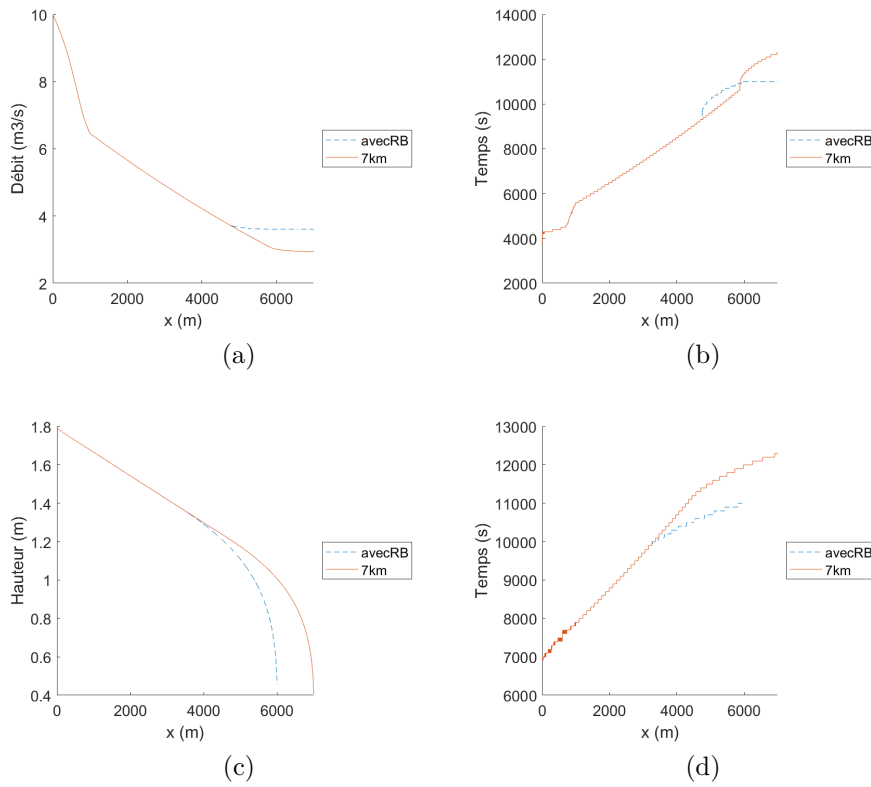 10
8
6
4
2
Débit (m3/s)
0 2000 4000 6000
x (m)
avecRB
7km
(a)
14000
12000
10000
8000
6000
4000
2000
Temps (s)
0 2000 4000 6000
x (m)
avecRB
7km
(b)
1.8
1.6
1.4
1.2
1
0.8
0.6
0.4
Hauteur (m)
0 2000 4000 6000
x (m)
avecRB
7km
(c)
13000
12000
11000
10000
9000
8000
7000
6000
Temps (s)
0 2000 4000 6000
x (m)
avecRB
7km
(d)